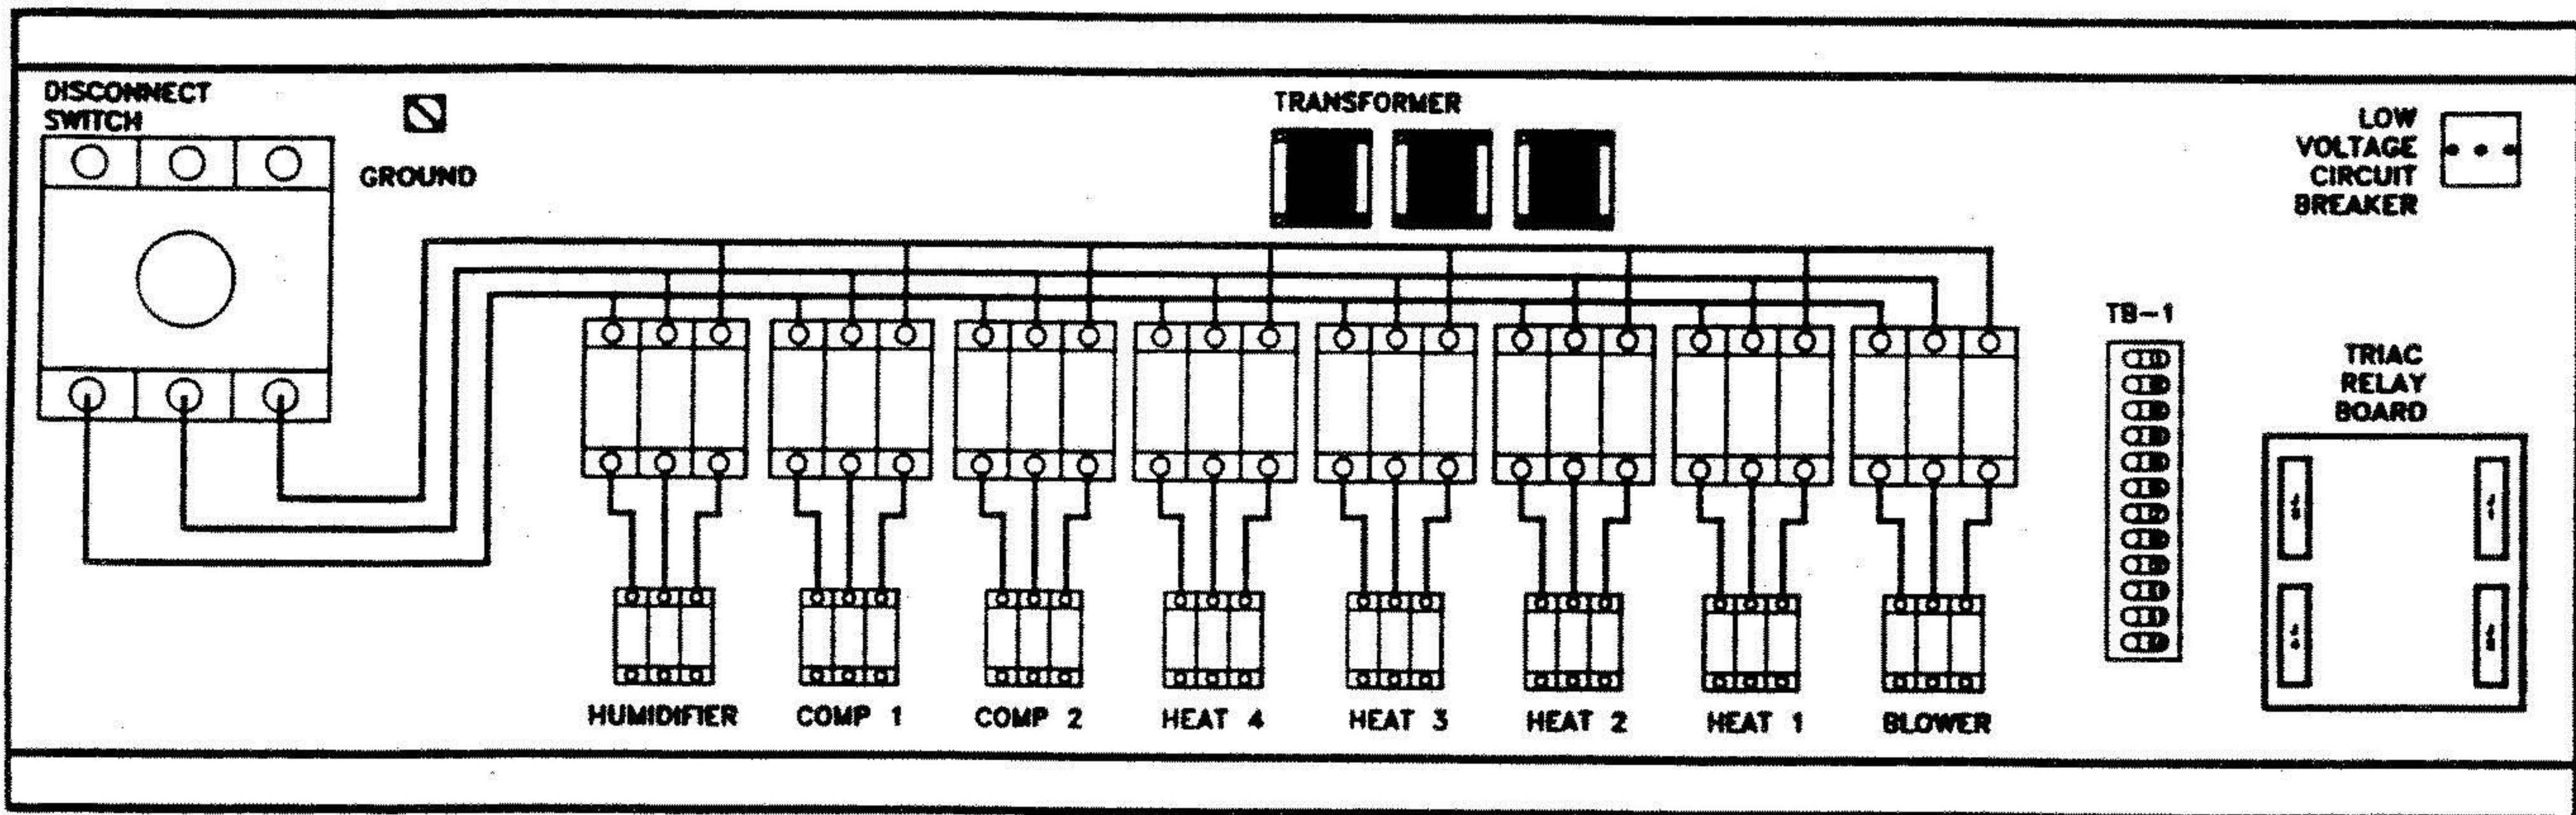 DISCONNECT
SWITCH
GROUND
TRANSFORMER
LOW
VOLTAGE
CIRCUIT
BREAKER
TB-1
TRIAC
RELAY
BOARD
HUMIDIFIER
COMP 1
COMP 2
HEAT 4
HEAT 3
HEAT 2
HEAT 1
BLOWER